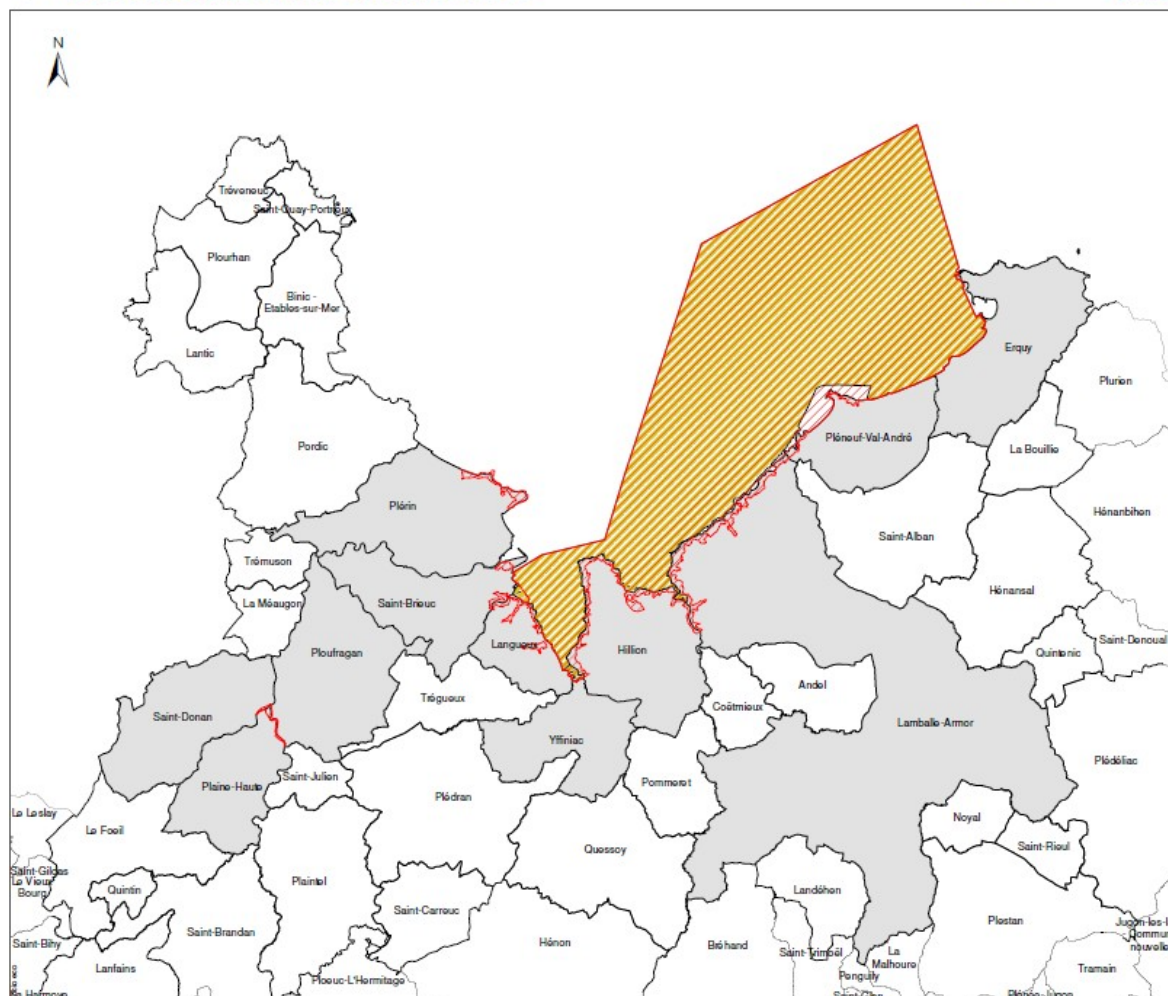 N
Tréveneuc
Saint-Quay-Portrieux
Plourhan
Binic -
Etables-sur-Mer
Lantic
Erquy
Plurien
Pordic
Pléneuf-Val-André
La Bouillie
Plérin
Hénanbihen
Saint-Alban
Trémuson
Hénansal
La Méaugon
Saint-Brieuc
Saint-Denoual
Langueux
Hillion
Ploufragan
Quintenic
Andel
Trégueux
Coëtmieux
Saint-Donan
Lamballe-Armor
Yffiniac
Plédéliac
Saint-Julien
Pommeret
Plaine-Haute
Plédran
Le Leslay
Noyal
Le Foeil
Saint-Rieul
Quessoy
Saint-Gildas
Le Vieux
Bourg
Plaintel
Quintin
Landéhen
Saint-Carreuc
Plestan
Saint-Brandan
Saint-Bihy
Hénon
Bréhand
Saint-Trimoël
La
Malhoure
Lanfains
Tramain
Penguily
Ploeuc-L'Hermitage